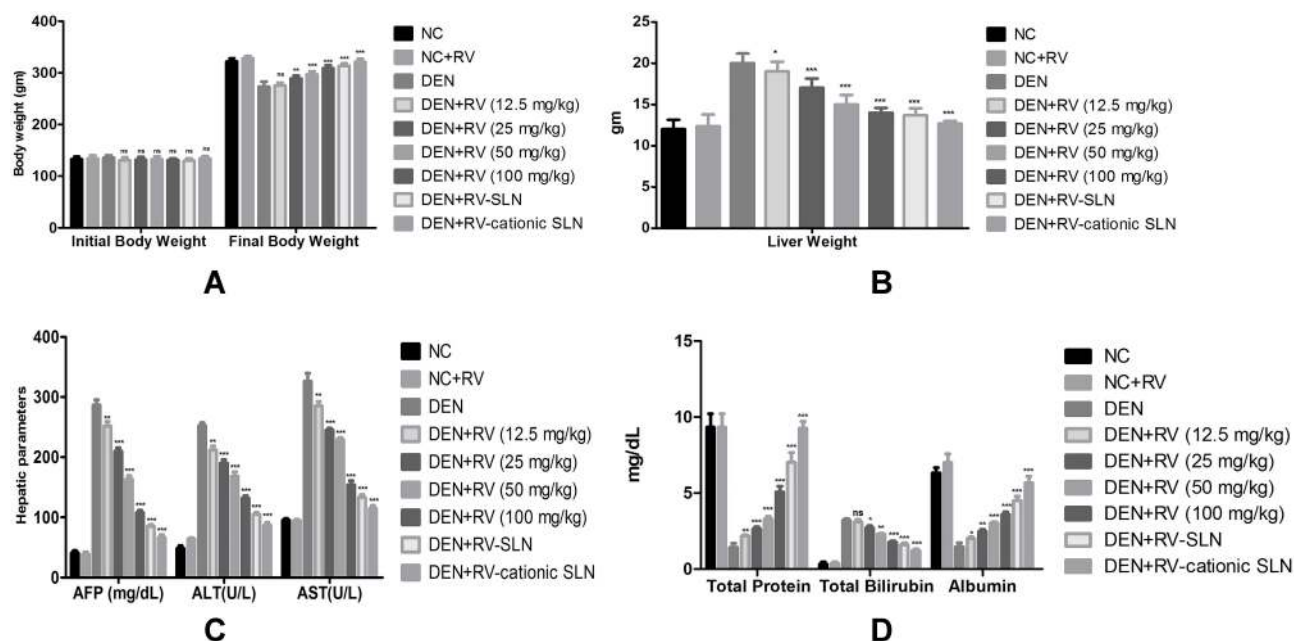 400
300
200
100
0
Body weight (gm)
ns ns ns ns ns ns
ns ** *** *** *** ***
Initial Body Weight Final Body Weight
NC
NC+RV
DEN
DEN+RV (12.5 mg/kg)
DEN+RV (25 mg/kg)
DEN+RV (50 mg/kg)
DEN+RV (100 mg/kg)
DEN+RV-SLN
DEN+RV-cationic SLN
A
25
20
15
10
5
0
gm
* *** *** *** *** ***
Liver Weight
NC
NC+RV
DEN
DEN+RV (12.5 mg/kg)
DEN+RV (25 mg/kg)
DEN+RV (50 mg/kg)
DEN+RV (100 mg/kg)
DEN+RV-SLN
DEN+RV-cationic SLN
B
400
300
200
100
0
Hepatic parameters
** *** *** *** *** ***
** *** *** *** *** ***
** *** *** *** *** ***
AFP (mg/dL) ALT(U/L) AST(U/L)
NC
NC+RV
DEN
DEN+RV (12.5 mg/kg)
DEN+RV (25 mg/kg)
DEN+RV (50 mg/kg)
DEN+RV (100 mg/kg)
DEN+RV-SLN
DEN+RV-cationic SLN
C
15
10
5
0
mg/dL
** ** *** *** *** ***
ns * ** *** *** ***
* ** *** *** *** ***
Total Protein Total Bilirubin Albumin
NC
NC+RV
DEN
DEN+RV (12.5 mg/kg)
DEN+RV (25 mg/kg)
DEN+RV (50 mg/kg)
DEN+RV (100 mg/kg)
DEN+RV-SLN
DEN+RV-cationic SLN
D